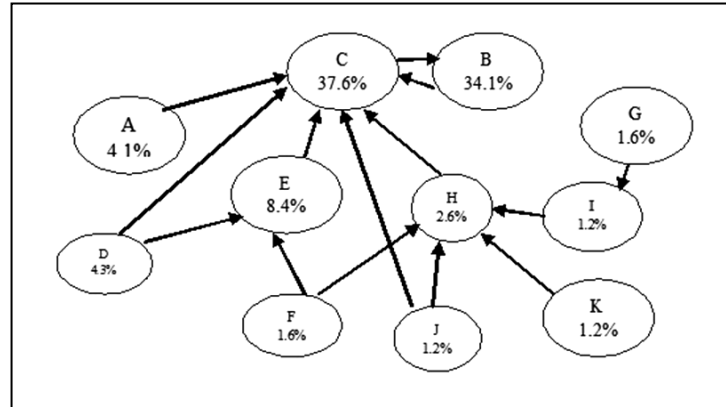 C
37.6%
B
34.1%
A
4.1%
G
1.6%
E
8.4%
H
2.6%
I
1.2%
D
4.3%
F
1.6%
J
1.2%
K
1.2%